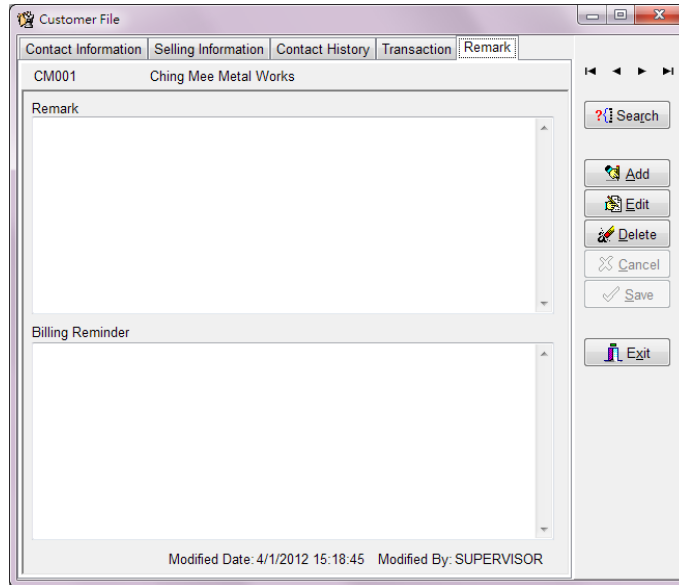 Customer File
Contact Information Selling Information Contact History Transaction Remark
CM001 Ching Mee Metal Works
Remark
Billing Reminder
Modified Date: 4/1/2012 15:18:45 Modified By: SUPERVISOR
Search
Add
Edit
Delete
Cancel
Save
Exit